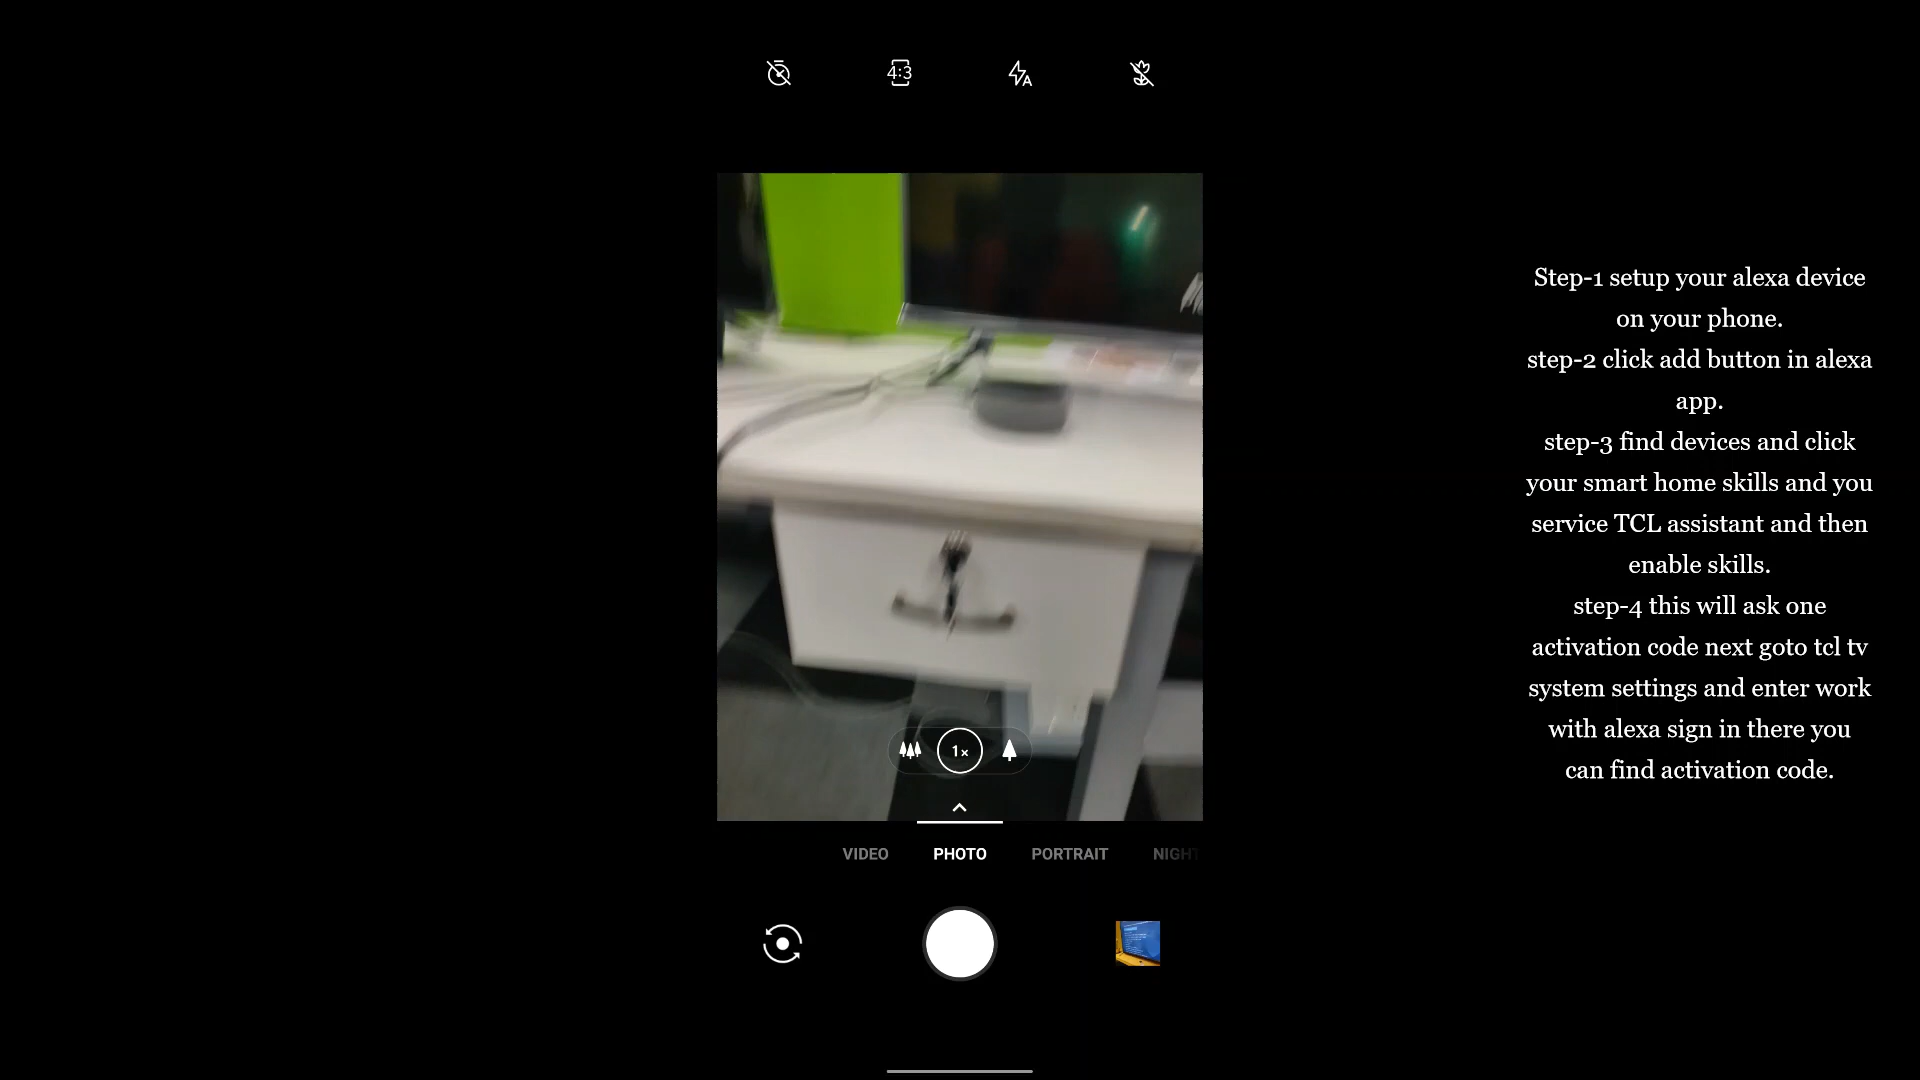 4:3
A
Step-1 setup your alexa device
on your phone.
step-2 click add button in alexa
app.
step-3 find devices and click
your smart home skills and you
service TCL assistant and then
enable skills.
step-4 this will ask one
activation code next goto tcl tv
system settings and enter work
with alexa sign in there you
can find activation code.
1×
VIDEO PHOTO PORTRAIT NIGHT